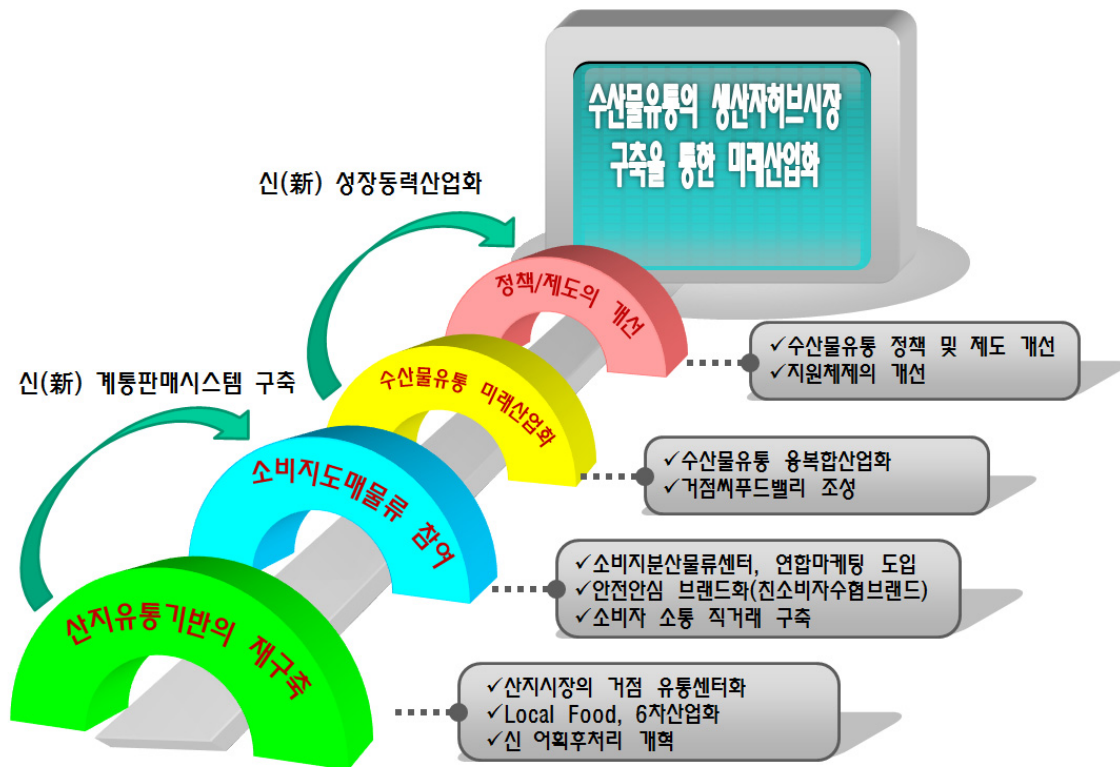 수산물유통의 생산자허브시장
구축을 통한 미래산업화
신(新) 성장동력산업화
정책/제도의 개선
✓수산물유통 정책 및 제도 개선
✓지원체제의 개선
신(新) 계통판매시스템 구축
수산물유통 미래산업화
✓수산물유통 융복합산업화
✓거점씨푸드밸리 조성
소비지도매물류 참여
✓소비지분산물류센터, 연합마케팅 도입
✓안전안심 브랜드화(친소비자수협브랜드)
✓소비자 소통 직거래 구축
산지유통기반의 재구축
✓산지시장의 거점 유통센터화
✓Local Food, 6차산업화
✓신 어획후처리 개혁